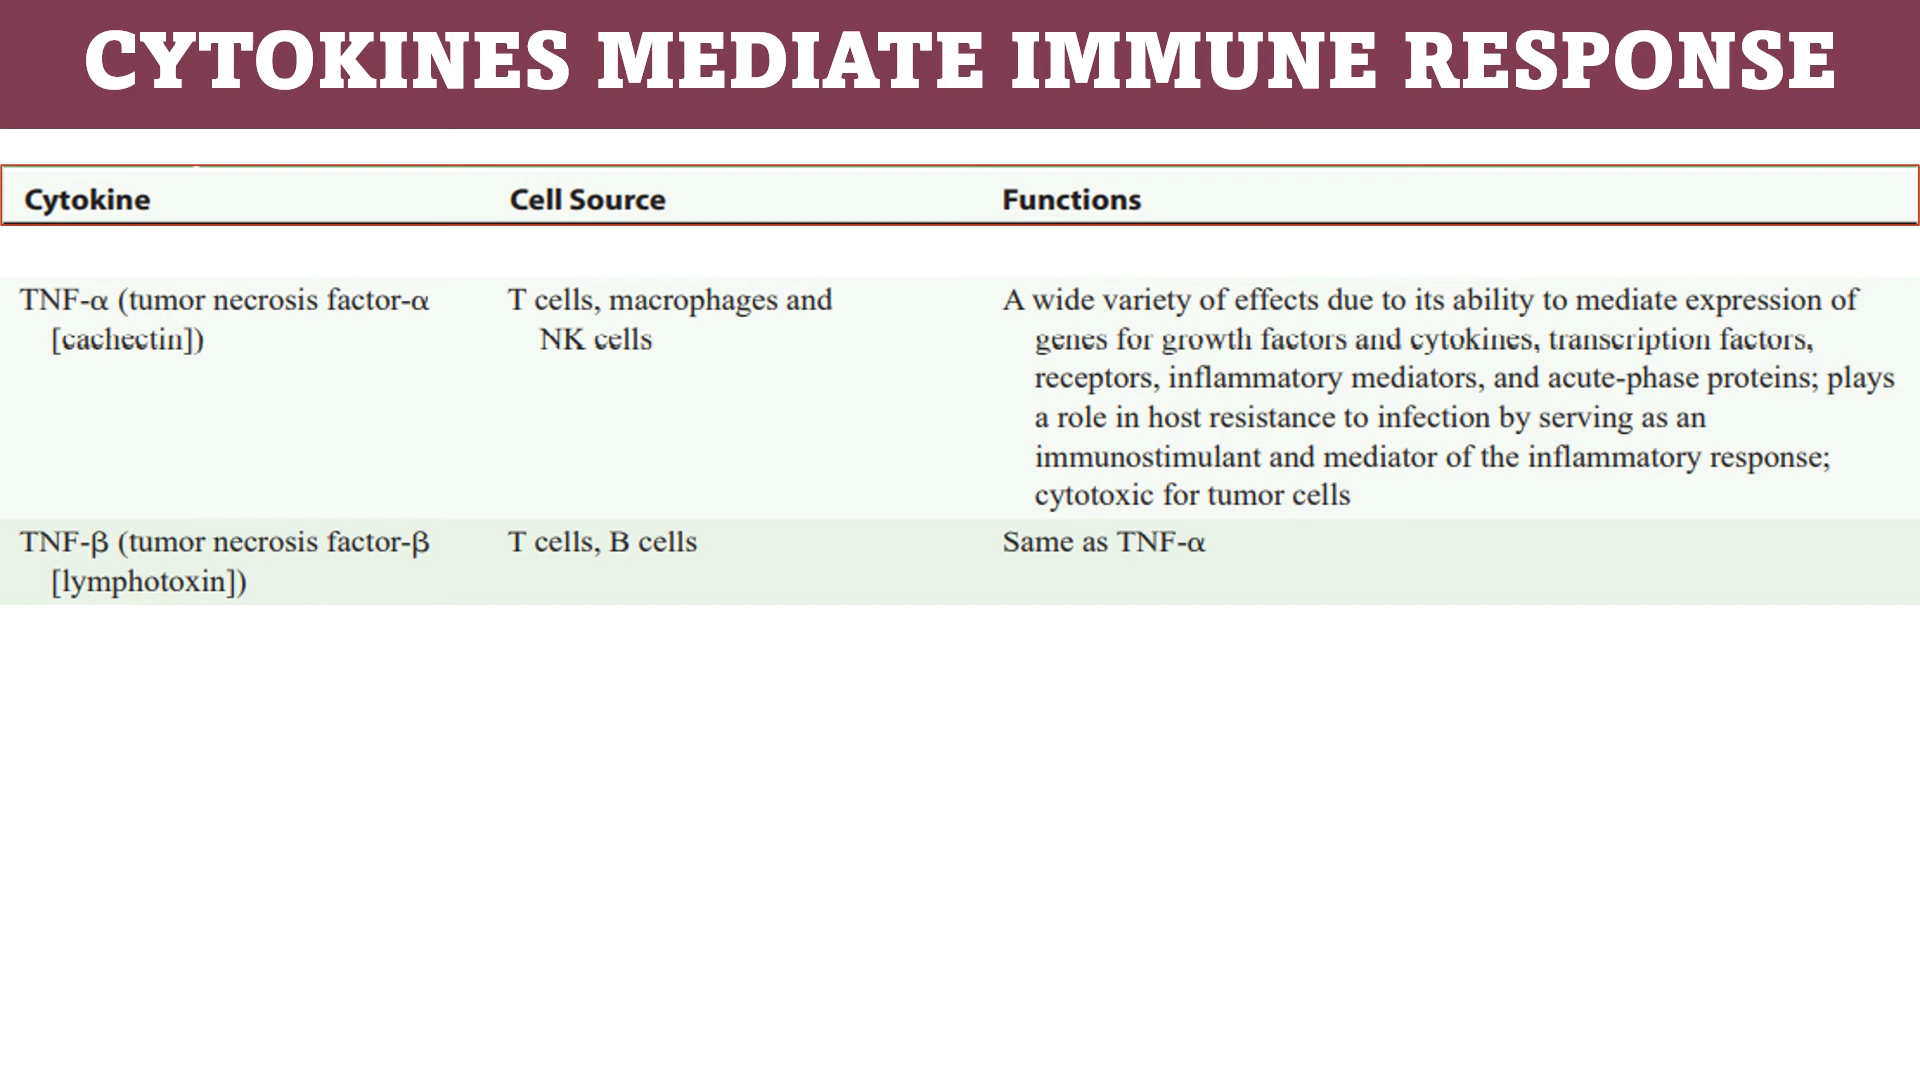 CYTOKINES MEDIATE IMMUNE RESPONSE
Cytokine Cell Source Functions
TNF-α (tumor necrosis factor-α
[cachectin])
T cells, macrophages and
NK cells
A wide variety of effects due to its ability to mediate expression of
genes for growth factors and cytokines, transcription factors,
receptors, inflammatory mediators, and acute-phase proteins; plays
a role in host resistance to infection by serving as an
immunostimulant and mediator of the inflammatory response;
cytotoxic for tumor cells
TNF-β (tumor necrosis factor-β
[lymphotoxin])
T cells, B cells
Same as TNF-α